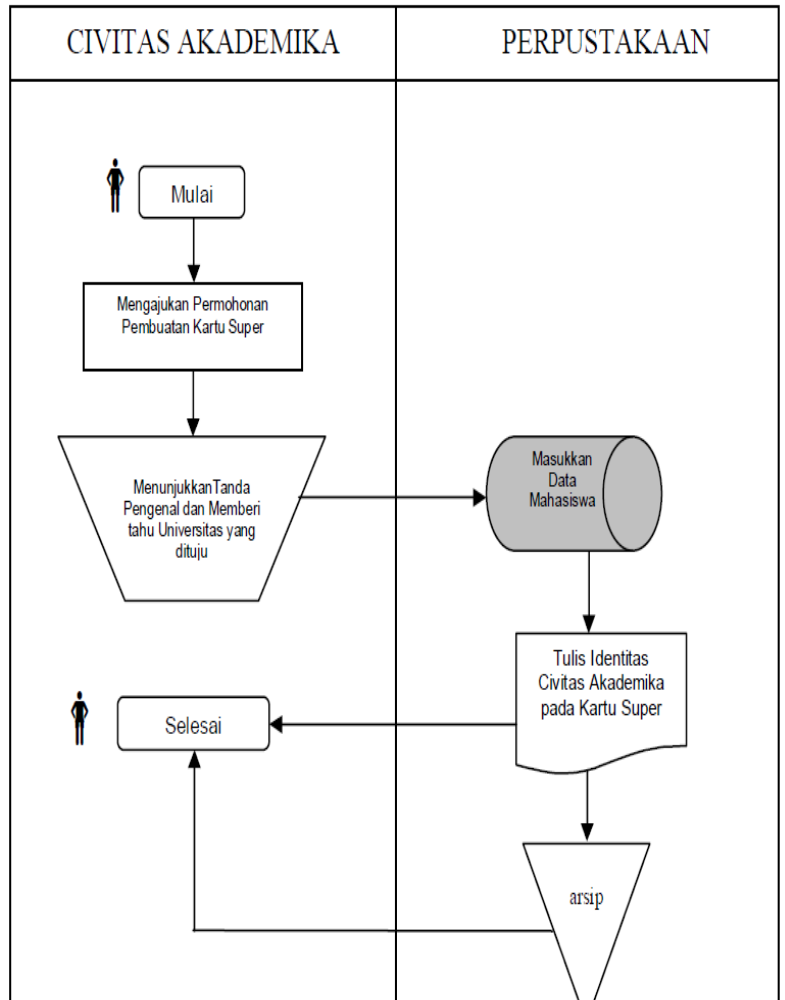 CIVITAS AKADEMIKA
PERPUSTAKAAN
Mulai
Mengajukan Permohonan
Pembuatan Kartu Super
MenunjukkanTanda
Pengenal dan Memberi
tahu Universitas yang
dituju
Masukkan
Data
Mahasiswa
Tulis Identitas
Civitas Akademika
pada Kartu Super
Selesai
arsip